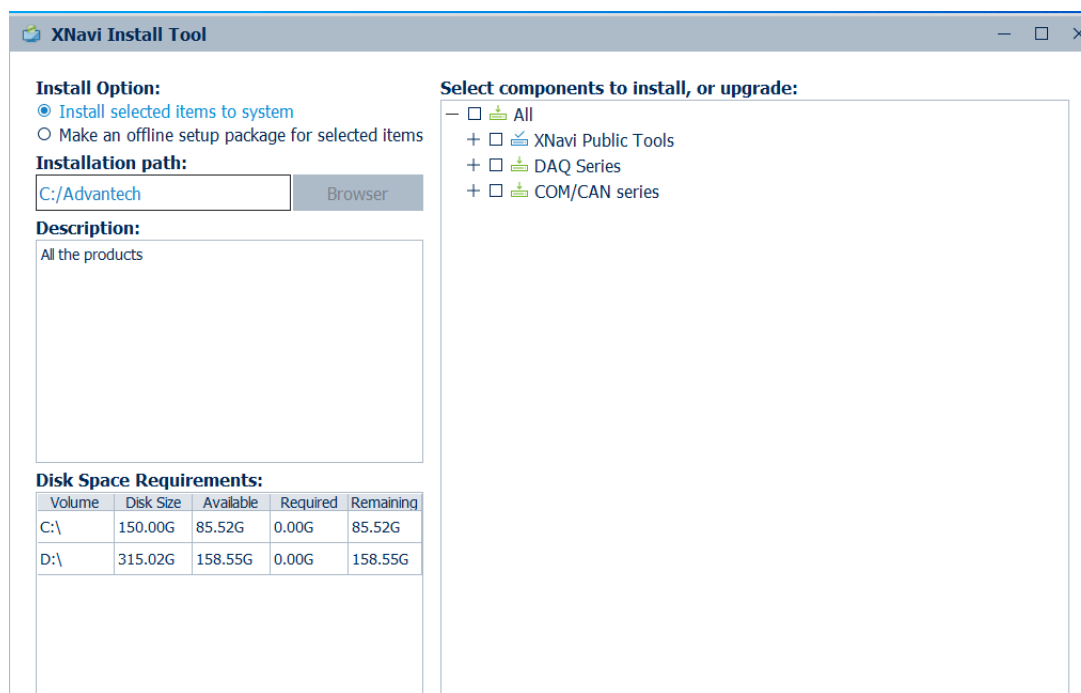 XNavi Install Tool
Install Option:
Install selected items to system
Make an offline setup package for selected items
Installation path:
C:/Advantech
Browser
Description:
All the products
Disk Space Requirements:
Volume Disk Size Available Required Remaining
C:\ 150.00G 85.52G 0.00G 85.52G
D:\ 315.02G 158.55G 0.00G 158.55G
Select components to install, or upgrade:
All
XNavi Public Tools
DAQ Series
COM/CAN series